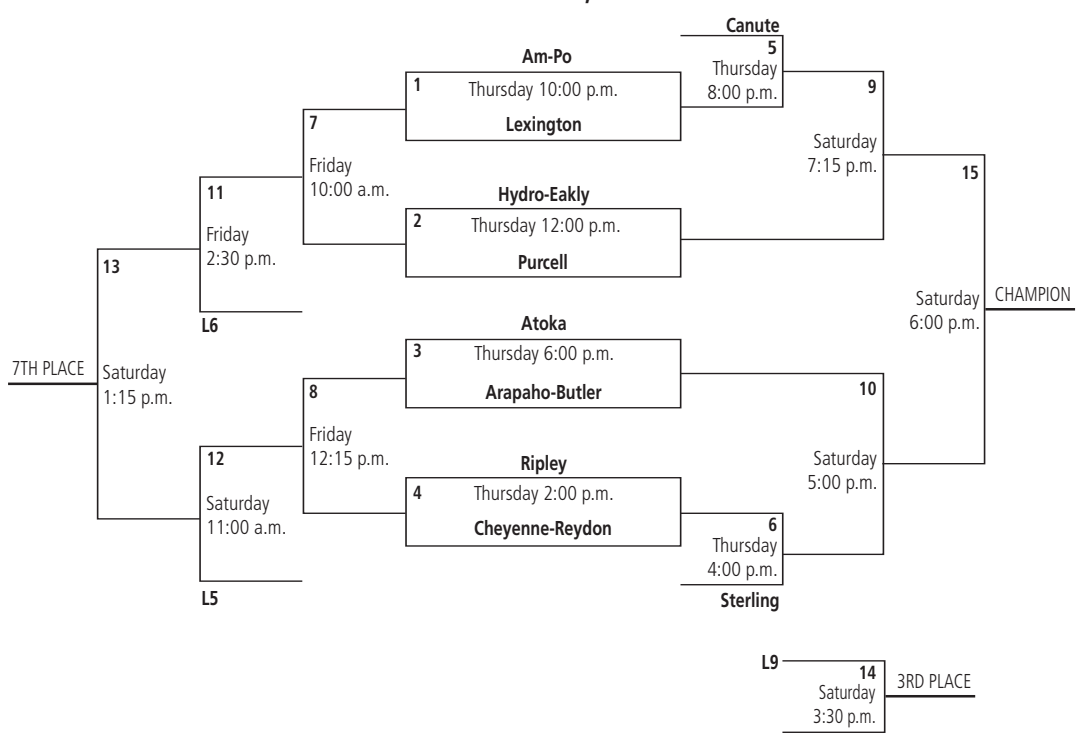 Canute
5
Thursday
8:00 p.m.
Am-Po
1
Thursday 10:00 p.m.
Lexington
9
Saturday
7:15 p.m.
7
Friday
10:00 a.m.
15
11
Friday
2:30 p.m.
Hydro-Eakly
2
Thursday 12:00 p.m.
Purcell
13
L6
Saturday
6:00 p.m.
CHAMPION
Atoka
3
Thursday 6:00 p.m.
Arapaho-Butler
7TH PLACE
Saturday
1:15 p.m.
8
Friday
12:15 p.m.
10
Saturday
5:00 p.m.
12
Saturday
11:00 a.m.
Ripley
4
Thursday 2:00 p.m.
Cheyenne-Reydon
6
Thursday
4:00 p.m.
L5
Sterling
L9
14
Saturday
3:30 p.m.
3RD PLACE